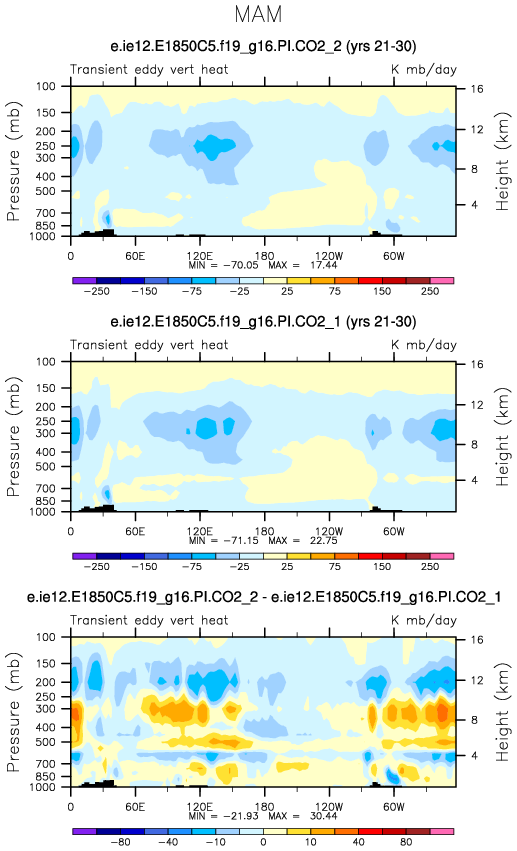 MAM
e.ie12.E1850C5.f19_g16.PI.CO2_2 (yrs 21-30)
Transient eddy vert heat K mb/day
Pressure (mb)
100
150
200
250
300
400
500
700
850
1000
16
12
8
4
Height (km)
0 60E 120E 180 120W 60W
MIN = -70.05 MAX = 17.44
-250 -150 -75 -25 25 75 150 250
e.ie12.E1850C5.f19_g16.PI.CO2_1 (yrs 21-30)
Transient eddy vert heat K mb/day
Pressure (mb)
100
150
200
250
300
400
500
700
850
1000
16
12
8
4
Height (km)
0 60E 120E 180 120W 60W
MIN = -71.15 MAX = 22.75
-250 -150 -75 -25 25 75 150 250
e.ie12.E1850C5.f19_g16.PI.CO2_2 - e.ie12.E1850C5.f19_g16.PI.CO2_1
Transient eddy vert heat K mb/day
Pressure (mb)
100
150
200
250
300
400
500
700
850
1000
16
12
8
4
Height (km)
0 60E 120E 180 120W 60W
MIN = -21.93 MAX = 30.44
-80 -40 -10 0 10 40 80